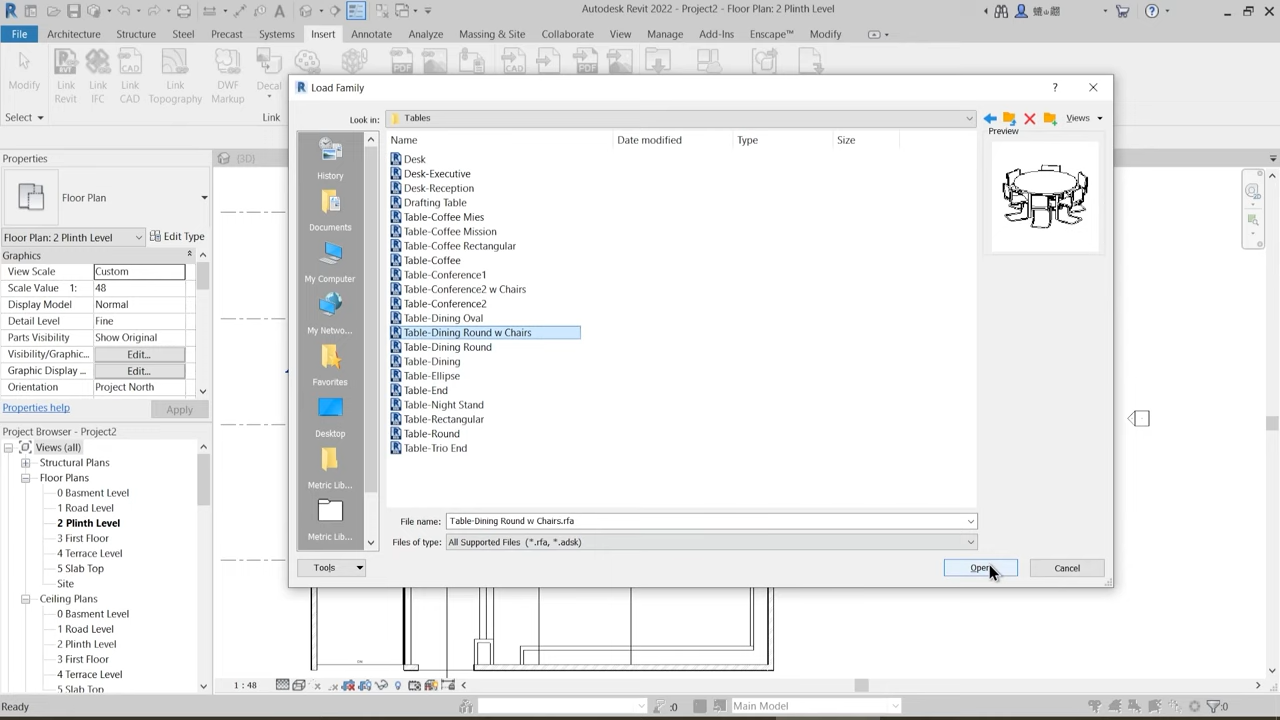 Autodesk Revit 2022 - Project2 - Floor Plan: 2 Plinth Level
File Architecture Structure Steel Precast Systems Insert Annotate Analyze Massing & Site Collaborate View Manage Add-Ins Enscape™ Modify
Modify
Link Revit
Link IFC
Link CAD
Link Topography
DWF Markup
Decal
Select
Link
Load Family
Look in: Tables
Views
Name Date modified Type Size
Preview
Desk
Desk-Executive
Desk-Reception
Drafting Table
Table-Coffee Mies
Table-Coffee Mission
Table-Coffee Rectangular
Table-Coffee
Table-Conference1
Table-Conference2 w Chairs
Table-Conference2
Table-Dining Oval
Table-Dining Round w Chairs
Table-Dining Round
Table-Dining
Table-Ellipse
Table-End
Table-Night Stand
Table-Rectangular
Table-Round
Table-Trio End
History
Documents
My Computer
My Netwo...
Favorites
Desktop
Metric Lib...
Metric Lib...
File name: Table-Dining Round w Chairs.rfa
Files of type: All Supported Files (*.rfa, *.adsk)
Tools
Open
Cancel
Properties
{3D}
Floor Plan
Floor Plan: 2 Plinth Level Edit Type
Graphics
View Scale Custom
Scale Value 1: 48
Display Model Normal
Detail Level Fine
Parts Visibility Show Original
Visibility/Graphic... Edit...
Graphic Display ... Edit...
Orientation Project North
Properties help Apply
Project Browser - Project2
Views (all)
Structural Plans
Floor Plans
0 Basment Level
1 Road Level
2 Plinth Level
3 First Floor
4 Terrace Level
5 Slab Top
Site
Ceiling Plans
0 Basment Level
1 Road Level
2 Plinth Level
3 First Floor
4 Terrace Level
5 Slab Top
1 : 48
Ready
:0
Main Model
:0